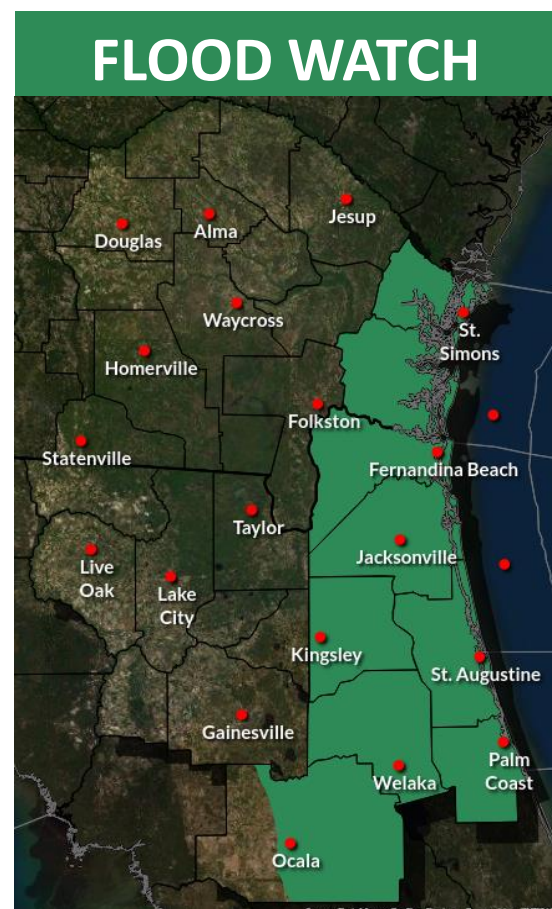 FLOOD WATCH
Jesup
Alma
Douglas
Waycross
St.
Simons
Homerville
Folkston
Statenville
Fernandina Beach
Taylor
Jacksonville
Live
Oak
Lake
City
Kingsley
St. Augustine
Gainesville
Palm
Coast
Welaka
Ocala